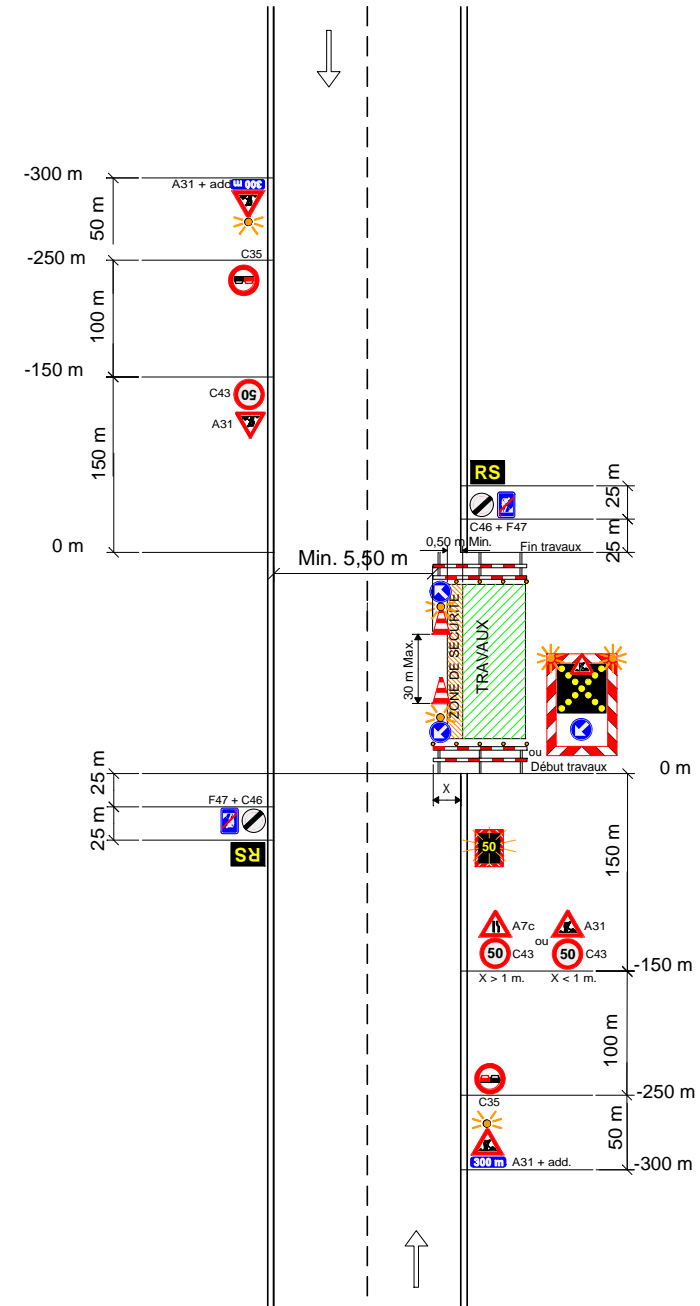 -300 m
A31 + add.
300 m
50 m
-250 m
C35
100 m
-150 m
C43
50
A31
150 m
RS
25 m
C46 + F47
25 m
0 m
0,50 m Min.
Fin travaux
Min. 5,50 m
ZONE DE SECURITE
TRAVAUX
30 m Max.
ou
Début travaux
0 m
X
25 m
F47 + C46
25 m
RS
50
150 m
A7c
A31
ou
50
C43
50
C43
X > 1 m.
X < 1 m.
-150 m
100 m
C35
-250 m
50 m
300 m
A31 + add.
-300 m